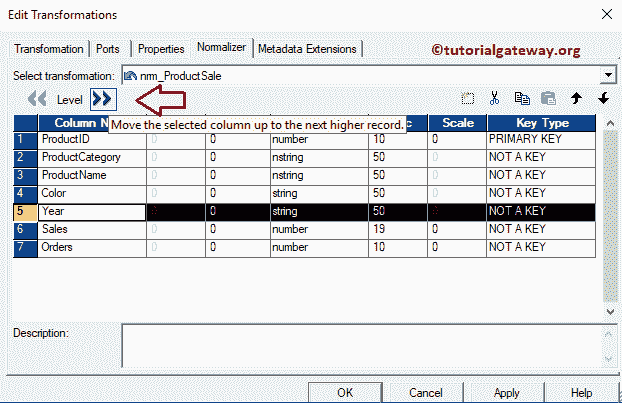 Edit Transformations
Transformation Ports Properties Normalizer Metadata Extensions
©tutorialgateway.org
Select transformation: nrm_ProductSale
Level
Move the selected column up to the next higher record.
Column N c Scale Key Type
1 ProductID 0 0 number 10 0 PRIMARY KEY
2 ProductCategory 0 0 nstring 50 0 NOT A KEY
3 ProductName 0 0 nstring 50 0 NOT A KEY
4 Color 0 0 string 50 0 NOT A KEY
5 Year 0 0 string 50 0 NOT A KEY
6 Sales 0 0 number 19 0 NOT A KEY
7 Orders 0 0 number 10 0 NOT A KEY
Description:
OK Cancel Apply Help